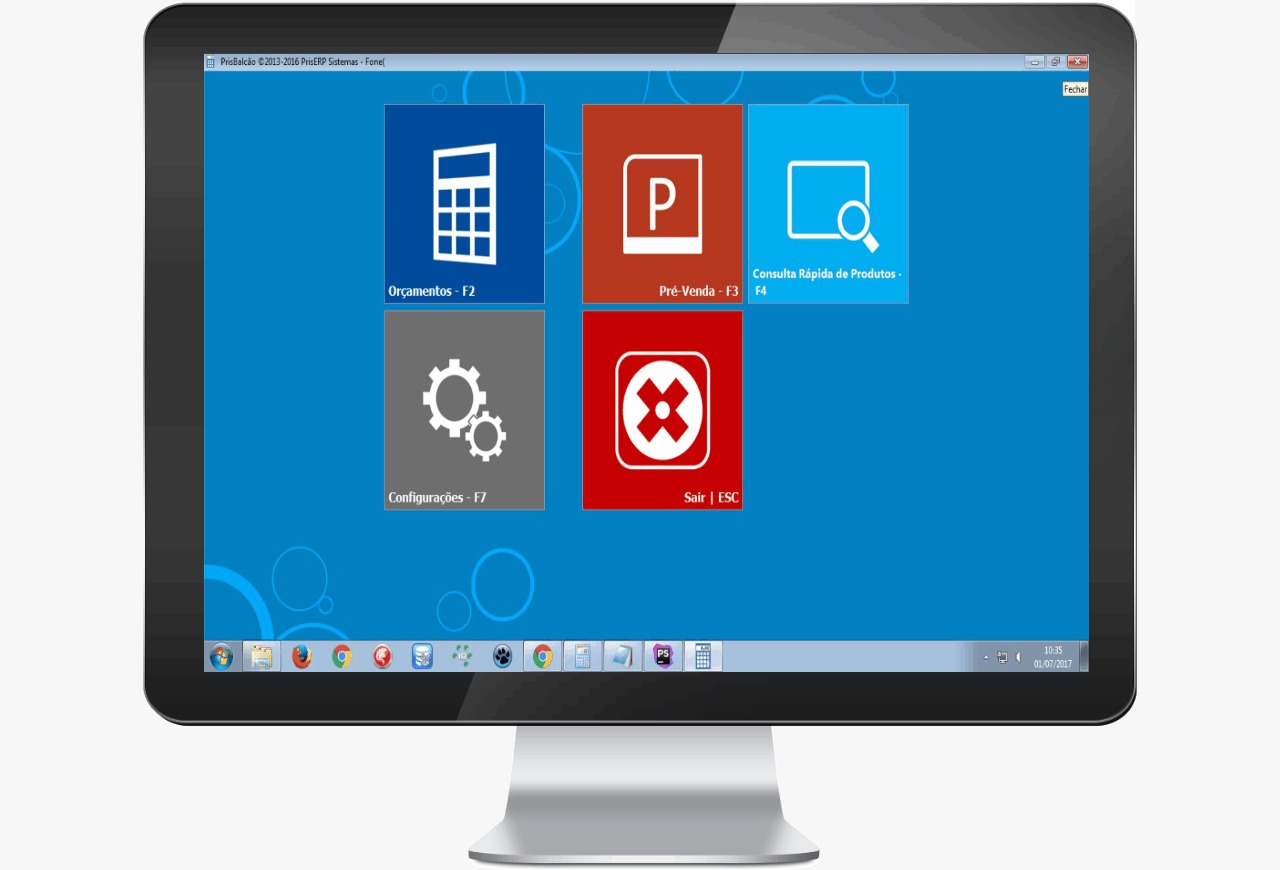 PrisBalcão ©2013-2016 PrisERP Sistemas - Fone(
Fechar
P
Orçamentos - F2
Pré-Venda - F3
Consulta Rápida de Produtos -
F4
Configurações - F7
Sair | ESC
PS
10:35
01/07/2017